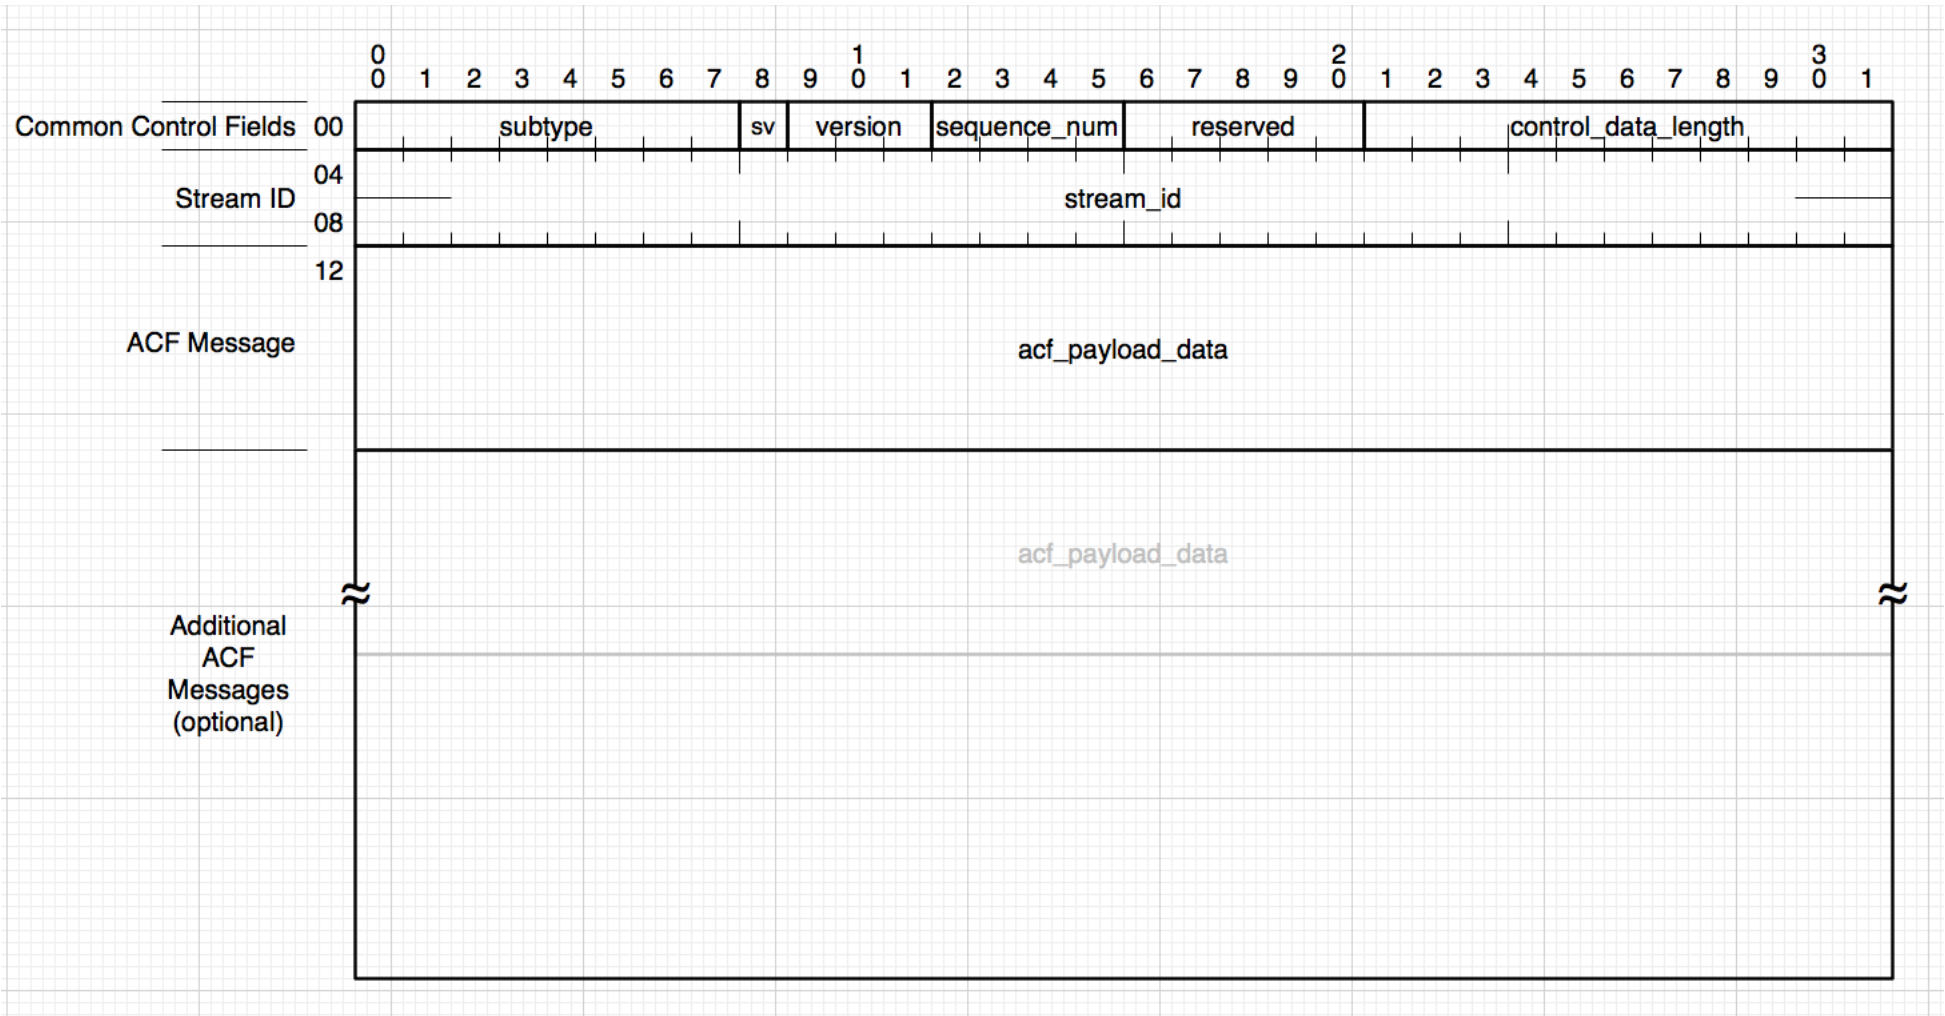 0 1 2 3
0 1 2 3 4 5 6 7 8 9 0 1 2 3 4 5 6 7 8 9 0 1 2 3 4 5 6 7 8 9 0 1
Common Control Fields 00 subtype sv version sequence_num reserved control_data_length
04
Stream ID stream_id
08
12
ACF Message acf_payload_data
acf_payload_data
Additional
ACF
Messages
(optional)